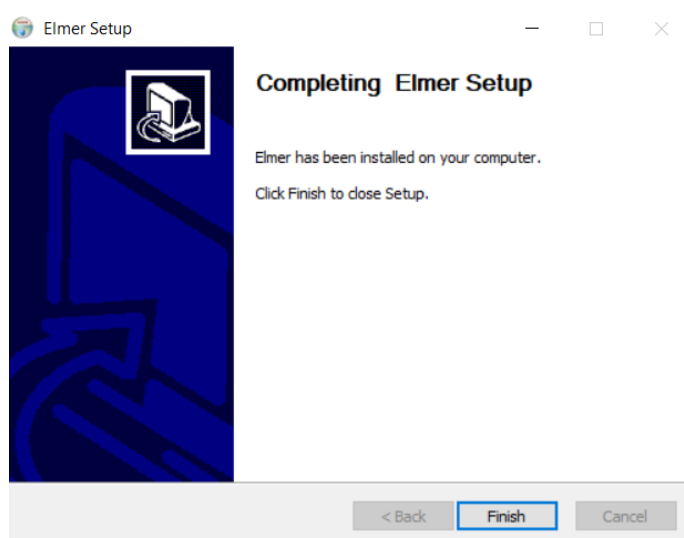 Elmer Setup
Completing Elmer Setup
Elmer has been installed on your computer.
Click Finish to close Setup.
< Back
Finish
Cancel